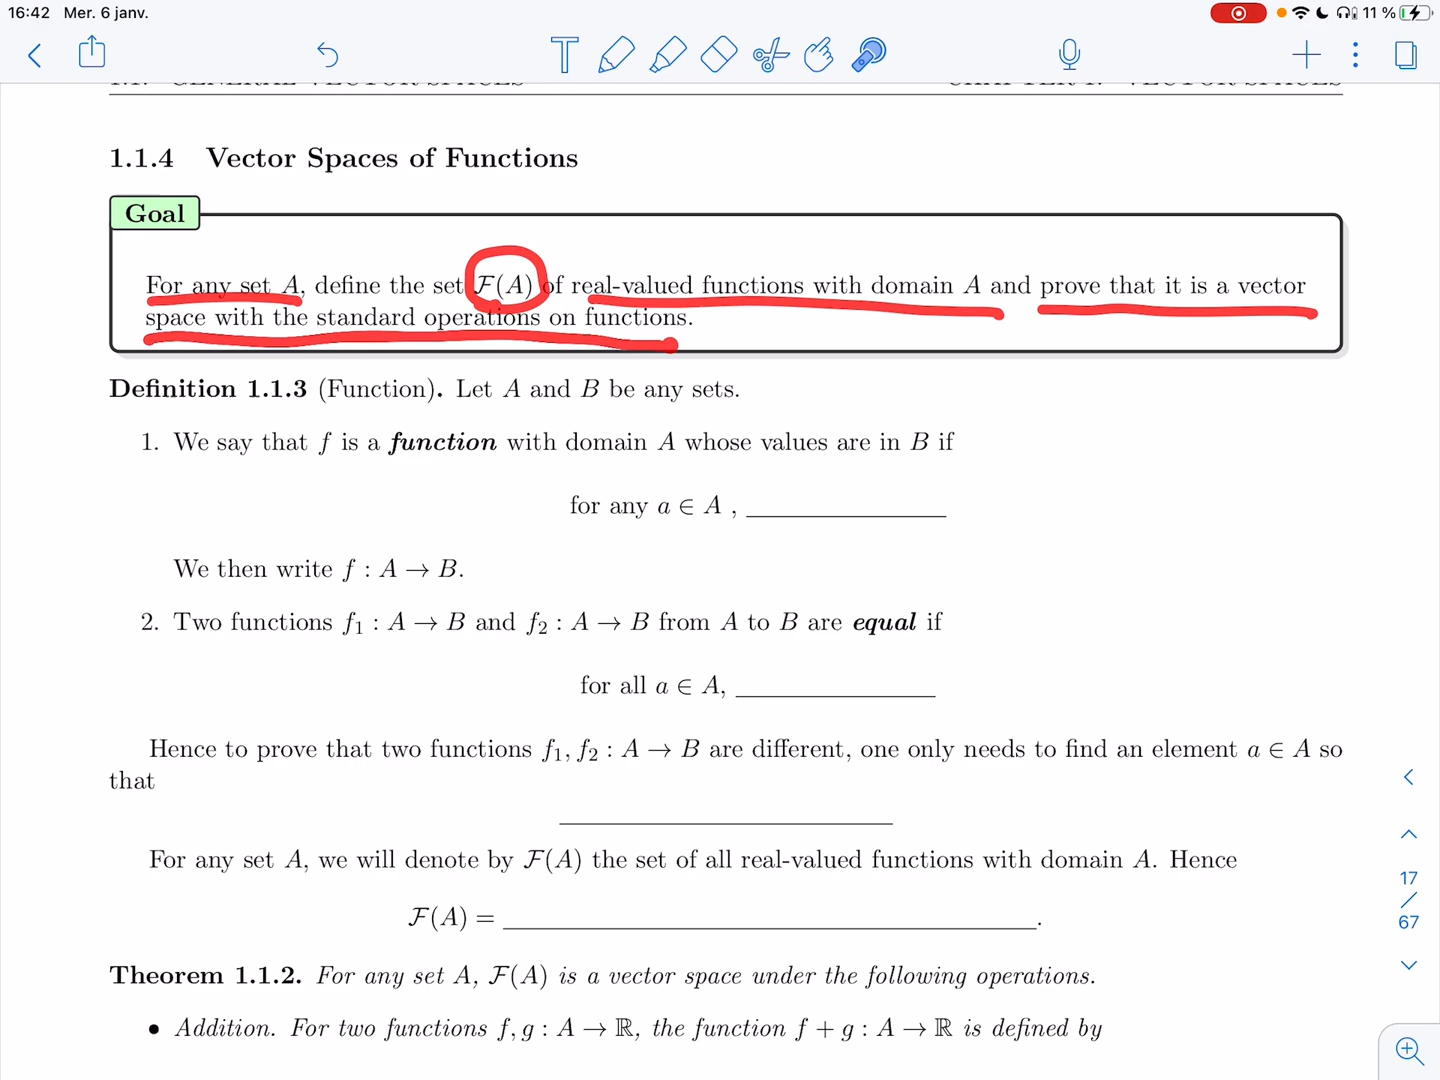 16:42 Mer. 6 janv. 11 %
1.1.4 Vector Spaces of Functions
Goal
For any set A, define the set ℱ(A) of real-valued functions with domain A and prove that it is a vector
space with the standard operations on functions.
Definition 1.1.3 (Function). Let A and B be any sets.
1. We say that f is a function with domain A whose values are in B if
for any a ∈ A ,
We then write f : A → B.
2. Two functions f₁ : A → B and f₂ : A → B from A to B are equal if
for all a ∈ A,
Hence to prove that two functions f₁, f₂ : A → B are different, one only needs to find an element a ∈ A so
that
For any set A, we will denote by ℱ(A) the set of all real-valued functions with domain A. Hence
ℱ(A) = .
Theorem 1.1.2. For any set A, ℱ(A) is a vector space under the following operations.
• Addition. For two functions f, g : A → ℝ, the function f + g : A → ℝ is defined by
17
/
67